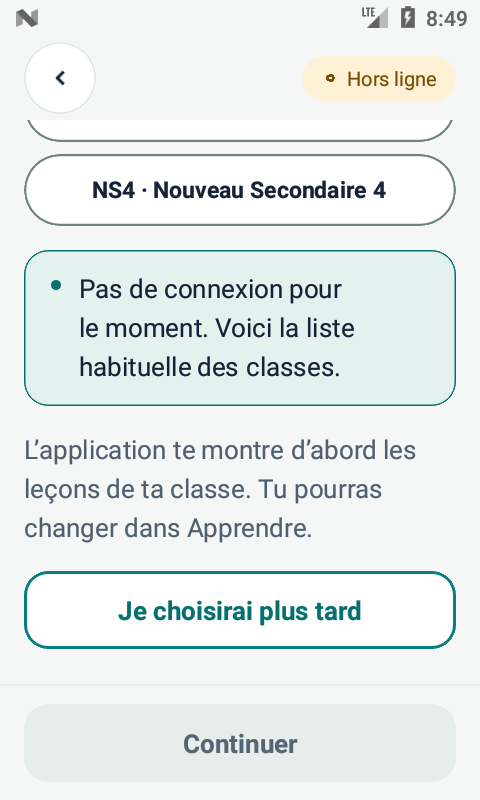 LTE 8:49
Hors ligne
NS4 · Nouveau Secondaire 4
Pas de connexion pour
le moment. Voici la liste
habituelle des classes.
L’application te montre d’abord les
leçons de ta classe. Tu pourras
changer dans Apprendre.
Je choisirai plus tard
Continuer